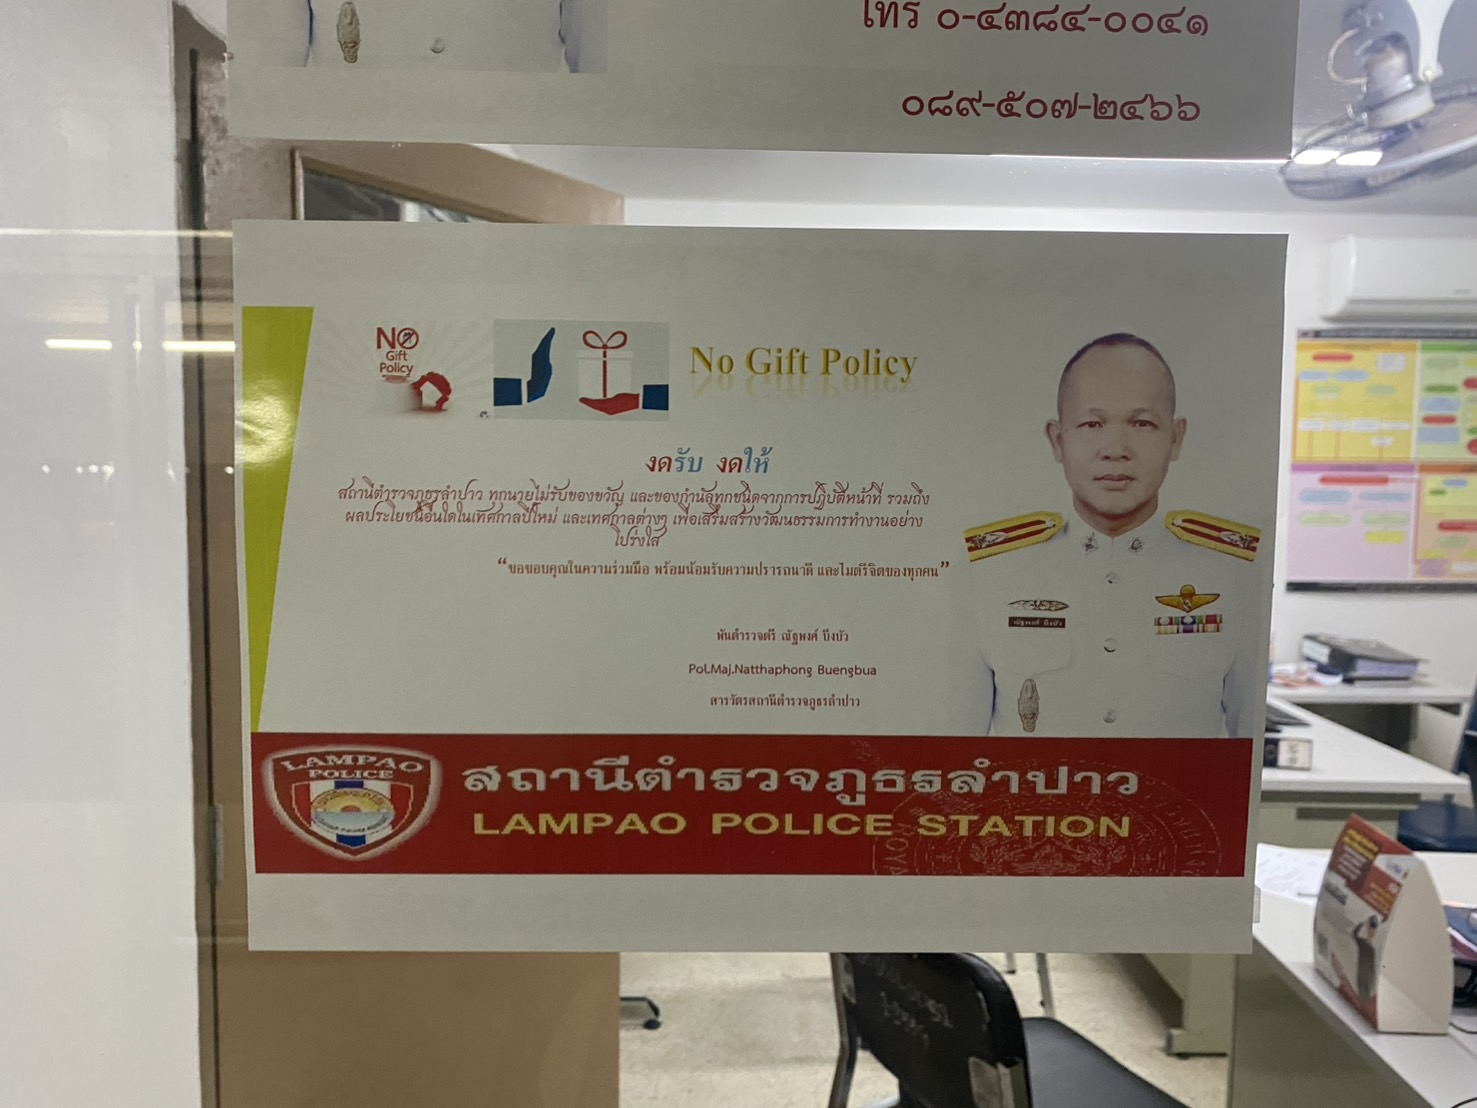 โทร ๐-๔๓๘๔-๐๐๔๑
๐๘๙-๕๐๗-๒๔๖๖
NO
Gift
Policy
No Gift Policy
งดรับ งดให้
สถานีตำรวจภูธรลำปาว ทุกนายไม่รับของขวัญ และของกำนัลทุกชนิดจากการปฏิบัติหน้าที่ รวมถึง
ผลประโยชน์อื่นใดในเทศกาลปีใหม่ และเทศกาลต่างๆ เพื่อเสริมสร้างวัฒนธรรมการทำงานอย่าง
โปร่งใส
“ขอขอบคุณในความร่วมมือ พร้อมน้อมรับความปรารถนาดี และไมตรีจิตของทุกคน”
พันตำรวจตรี ณัฐพงศ์ บึงบัว
Pol.Maj.Natthaphong Buengbua
สารวัตรสถานีตำรวจภูธรลำปาว
ณัฐพงศ์ บึงบัว
LAMPAO
POLICE
สถานีตำรวจภูธรลำปาว
LAMPAO POLICE STATION